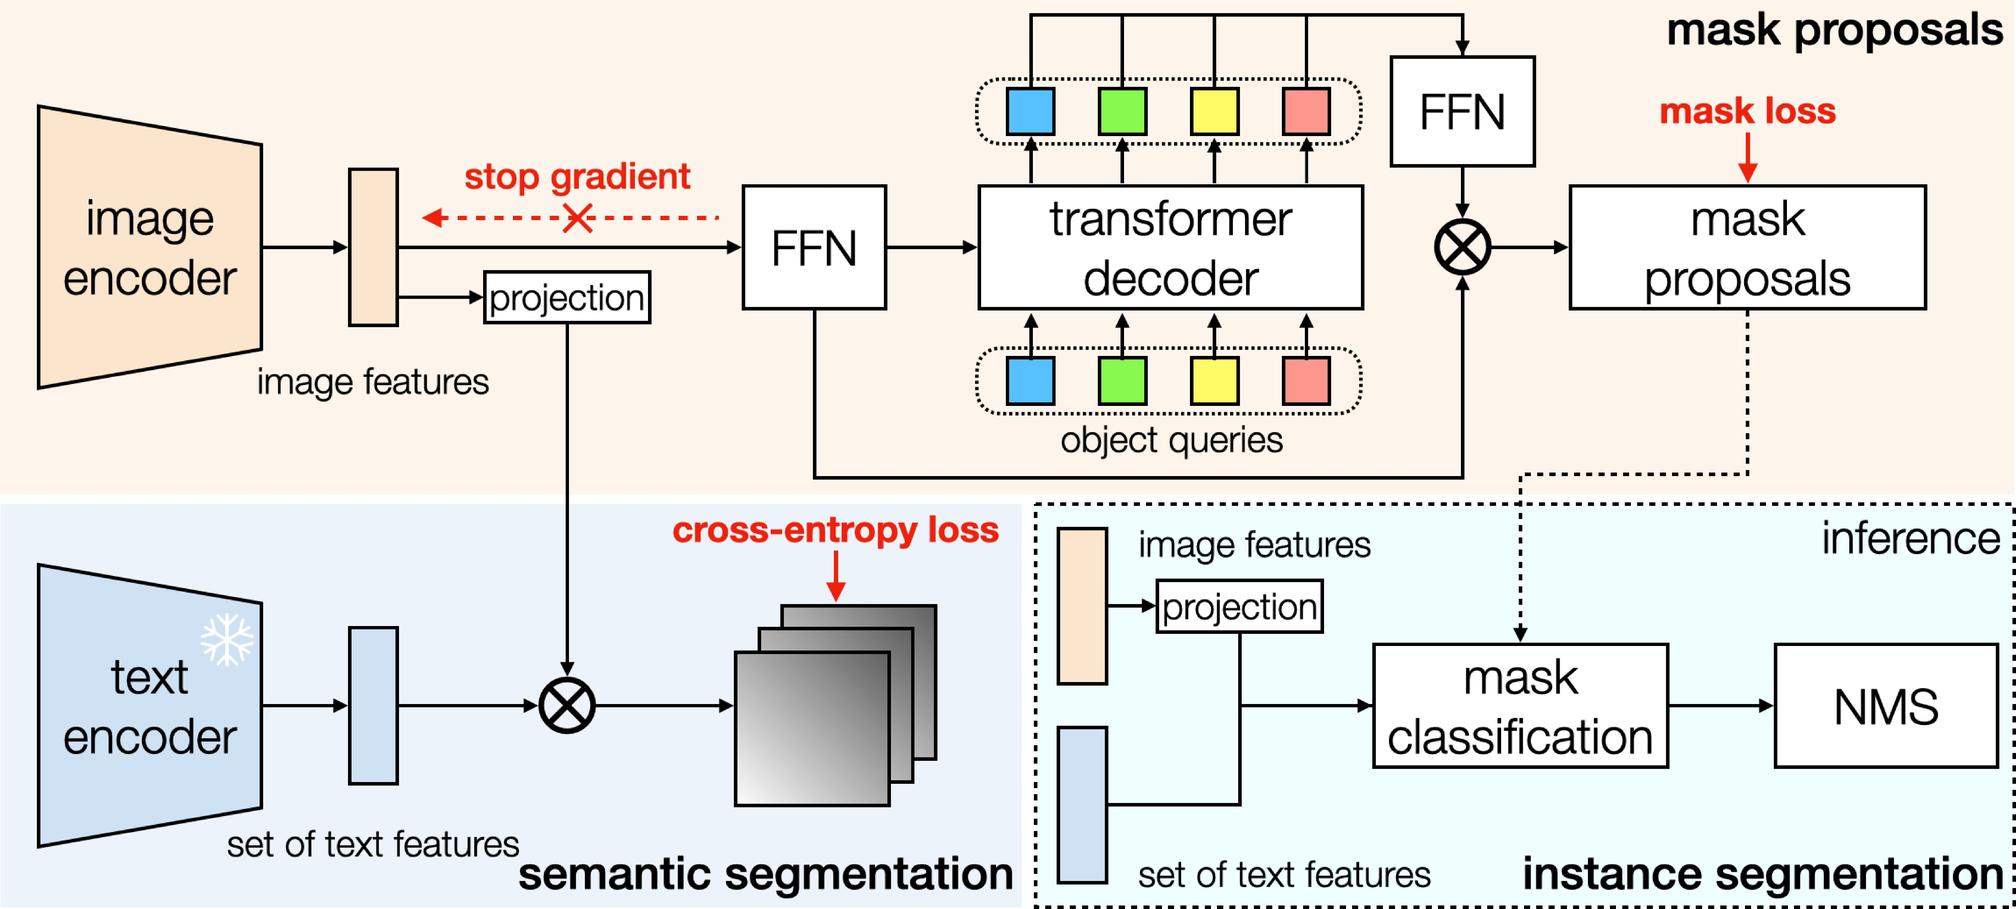 mask proposals
FFN
mask loss
stop gradient
image
encoder
FFN
transformer
decoder
mask
proposals
projection
image features
object queries
cross-entropy loss
text
encoder
set of text features
semantic segmentation
inference
image features
projection
mask
classification
NMS
set of text features
instance segmentation